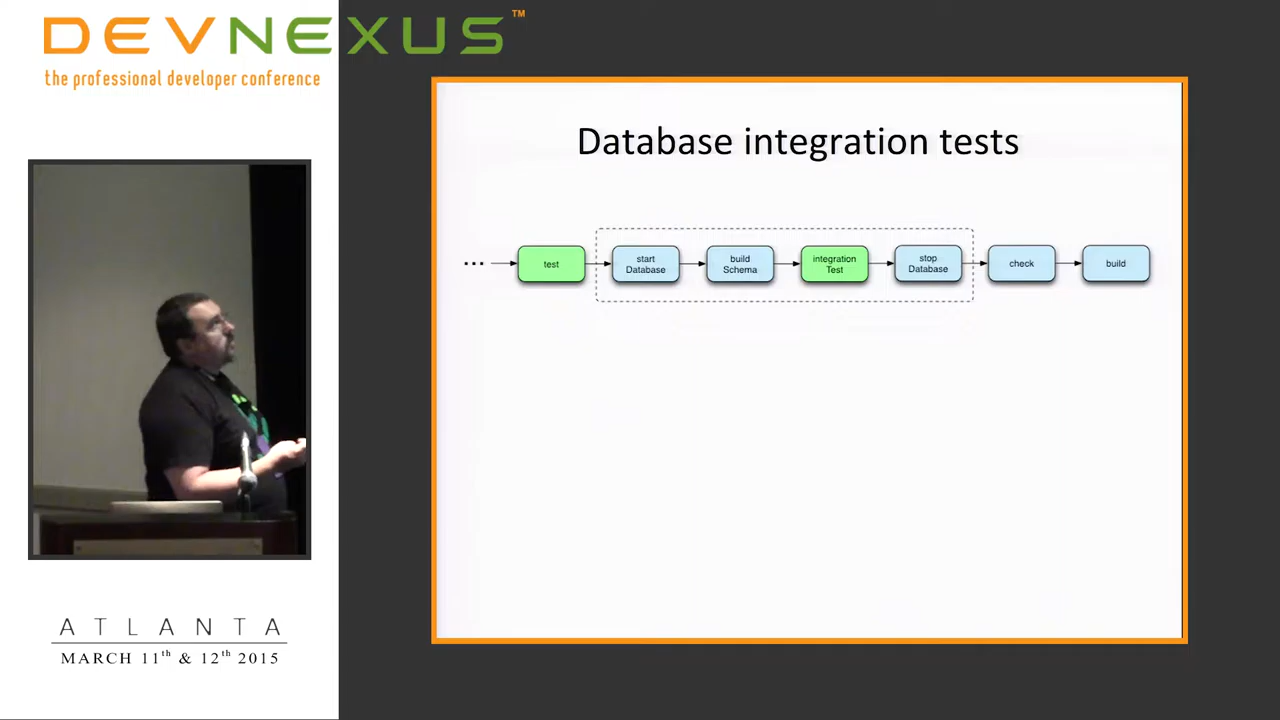 DEVNEXUS™
the professional developer conference
Database integration tests
... test
start
Database
build
Schema
integration
Test
stop
Database
check
build
ATLANTA
MARCH 11th & 12th 2015